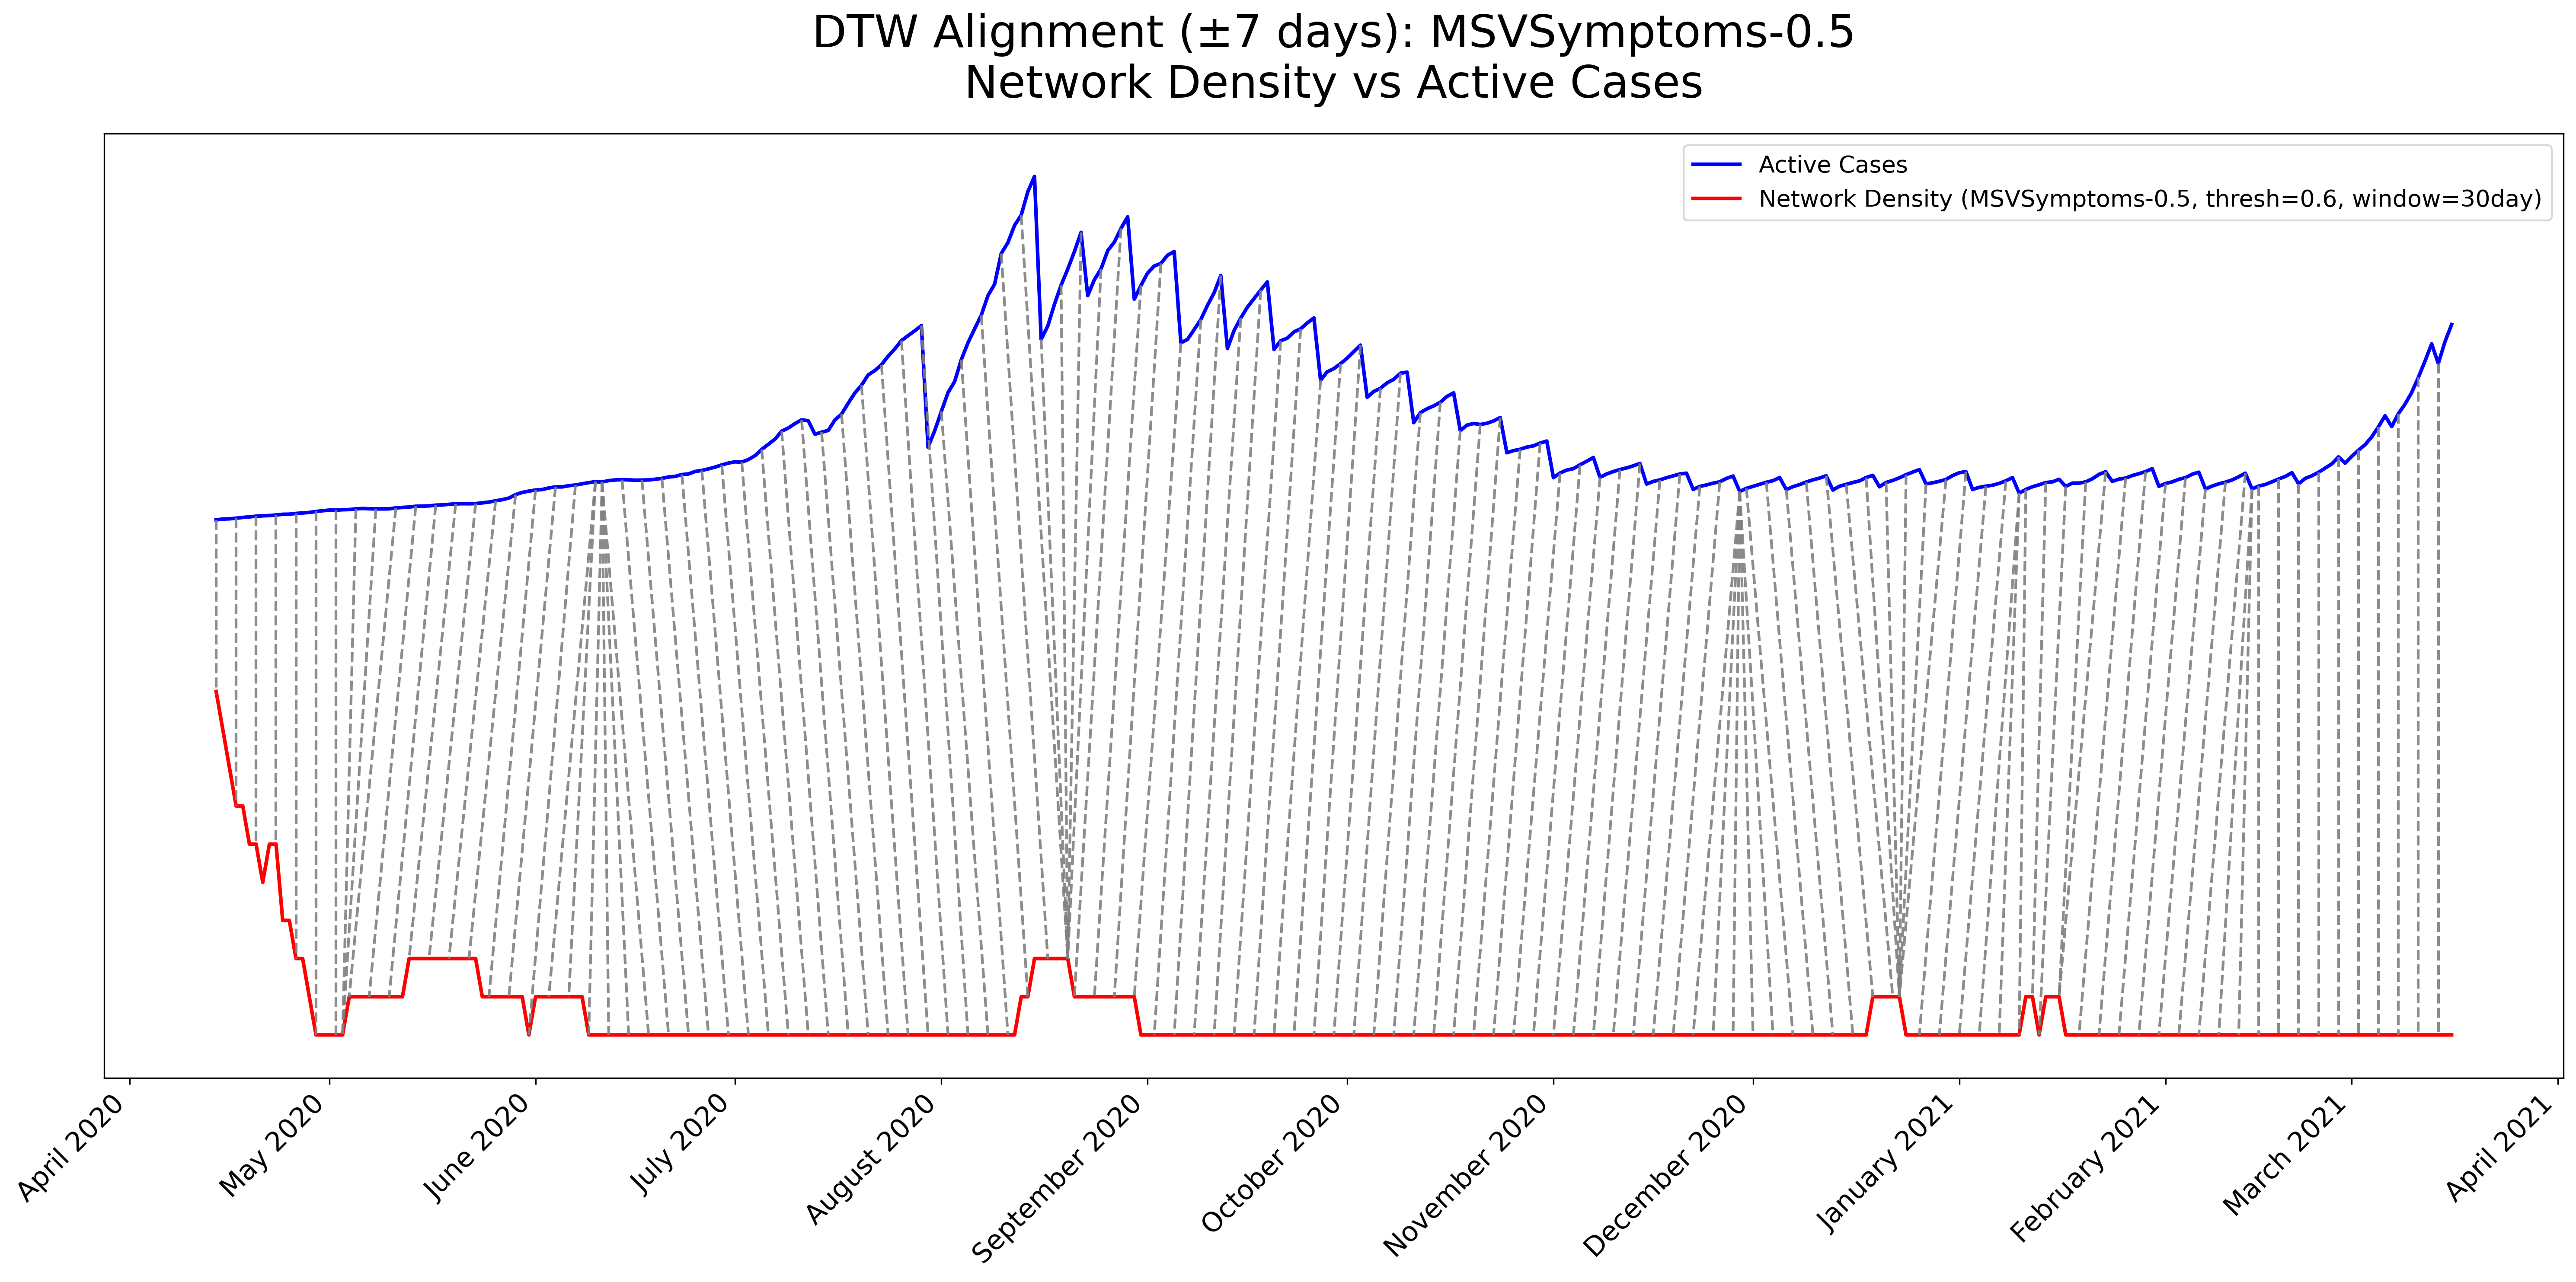 DTW Alignment (±7 days): MSVSymptoms-0.5
Network Density vs Active Cases
Active Cases
Network Density (MSVSymptoms-0.5, thresh=0.6, window=30day)
April 2020
May 2020
June 2020
July 2020
August 2020
September 2020
October 2020
November 2020
December 2020
January 2021
February 2021
March 2021
April 2021